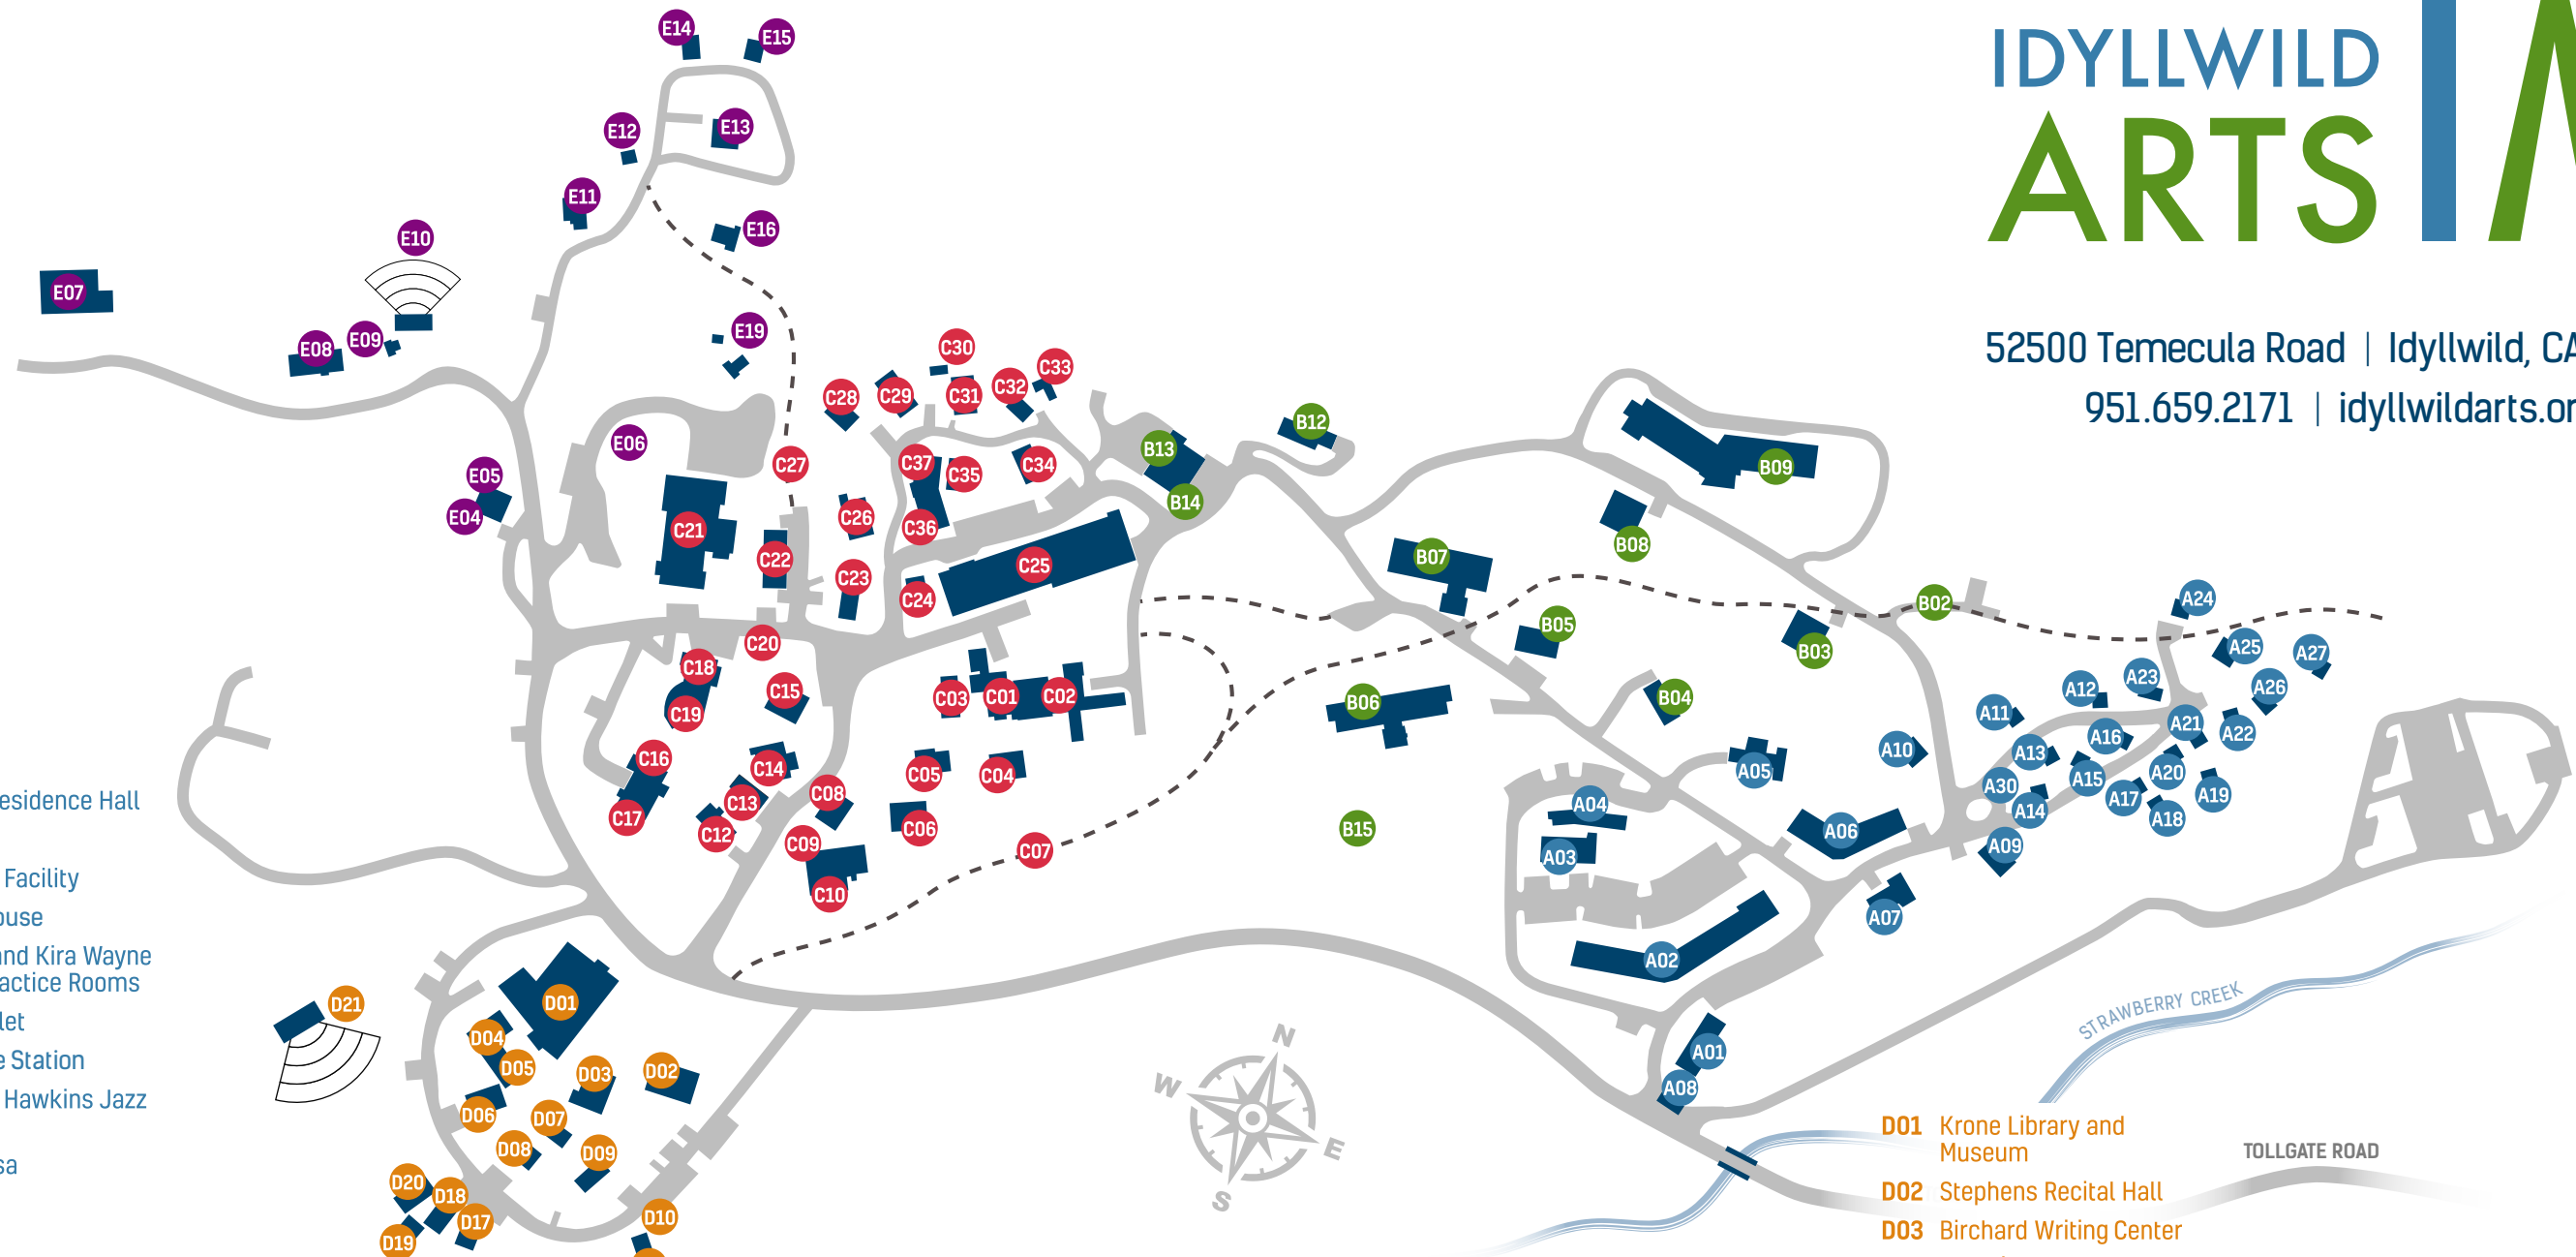 IDYLLWILD
ARTS
52500 Temecula Road | Idyllwild, CA
951.659.2171 | idyllwildarts.or
E14
E15
E13
E12
E11
E16
E10
E07
E19
E09
E08
E06
E05
E04
C30
C33
C32
C31
C29
C28
C27
C37
C35
C34
C26
C36
C21
C22
C23
C25
C24
C20
C18
C15
C19
C03
C01
C02
C16
C14
C05
C04
C17
C13
C12
C08
C06
C09
C10
C07
B12
B13
B14
B09
B08
B07
B05
B02
B03
B06
B04
B15
A24
A25
A27
A26
A12
A23
A11
A21
A22
A16
A13
A10
A30
A15
A20
A17
A19
A14
A18
A09
A05
A04
A06
A03
A07
A02
A01
A08
D21
D01
D04
D05
D03
D02
D06
D07
D08
D09
D20
D18
D17
D19
D10
esidence Hall
Facility
ouse
and Kira Wayne
actice Rooms
let
e Station
Hawkins Jazz
sa
N
W
E
S
STRAWBERRY CREEK
TOLLGATE ROAD
D01 Krone Library and
Museum
D02 Stephens Recital Hall
D03 Birchard Writing Center